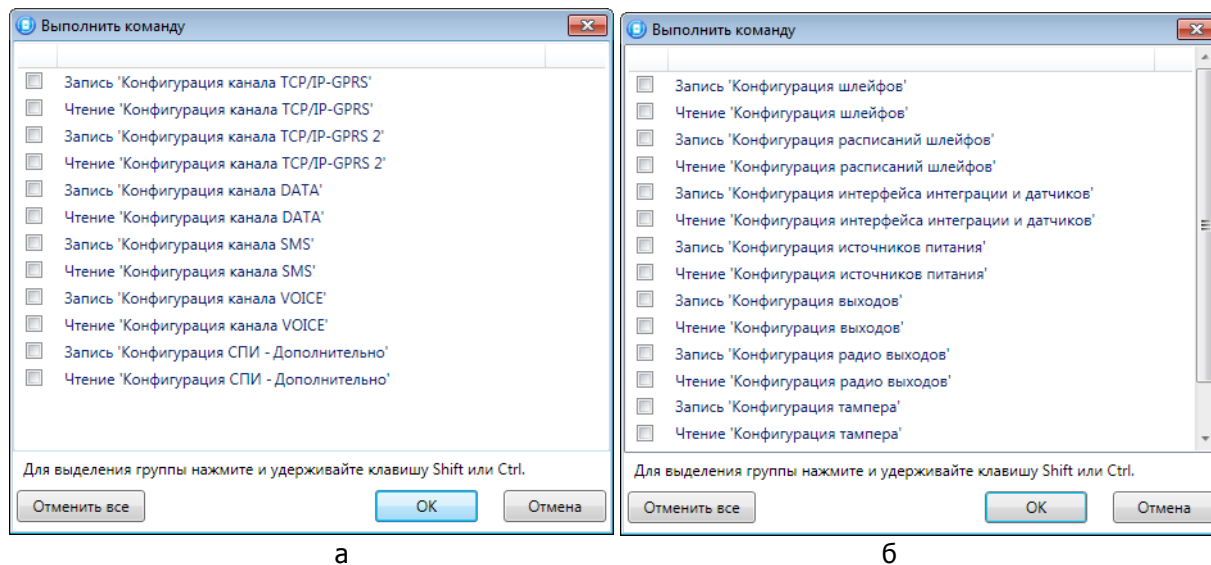 Выполнить команду
Запись 'Конфигурация канала TCP/IP-GPRS'
Чтение 'Конфигурация канала TCP/IP-GPRS'
Запись 'Конфигурация канала TCP/IP-GPRS 2'
Чтение 'Конфигурация канала TCP/IP-GPRS 2'
Запись 'Конфигурация канала DATA'
Чтение 'Конфигурация канала DATA'
Запись 'Конфигурация канала SMS'
Чтение 'Конфигурация канала SMS'
Запись 'Конфигурация канала VOICE'
Чтение 'Конфигурация канала VOICE'
Запись 'Конфигурация СПИ - Дополнительно'
Чтение 'Конфигурация СПИ - Дополнительно'
Для выделения группы нажмите и удерживайте клавишу Shift или Ctrl.
Отменить все
OK
Отмена
а
Выполнить команду
Запись 'Конфигурация шлейфов'
Чтение 'Конфигурация шлейфов'
Запись 'Конфигурация расписаний шлейфов'
Чтение 'Конфигурация расписаний шлейфов'
Запись 'Конфигурация интерфейса интеграции и датчиков'
Чтение 'Конфигурация интерфейса интеграции и датчиков'
Запись 'Конфигурация источников питания'
Чтение 'Конфигурация источников питания'
Запись 'Конфигурация выходов'
Чтение 'Конфигурация выходов'
Запись 'Конфигурация радио выходов'
Чтение 'Конфигурация радио выходов'
Запись 'Конфигурация тампера'
Чтение 'Конфигурация тампера'
Для выделения группы нажмите и удерживайте клавишу Shift или Ctrl.
Отменить все
OK
Отмена
б